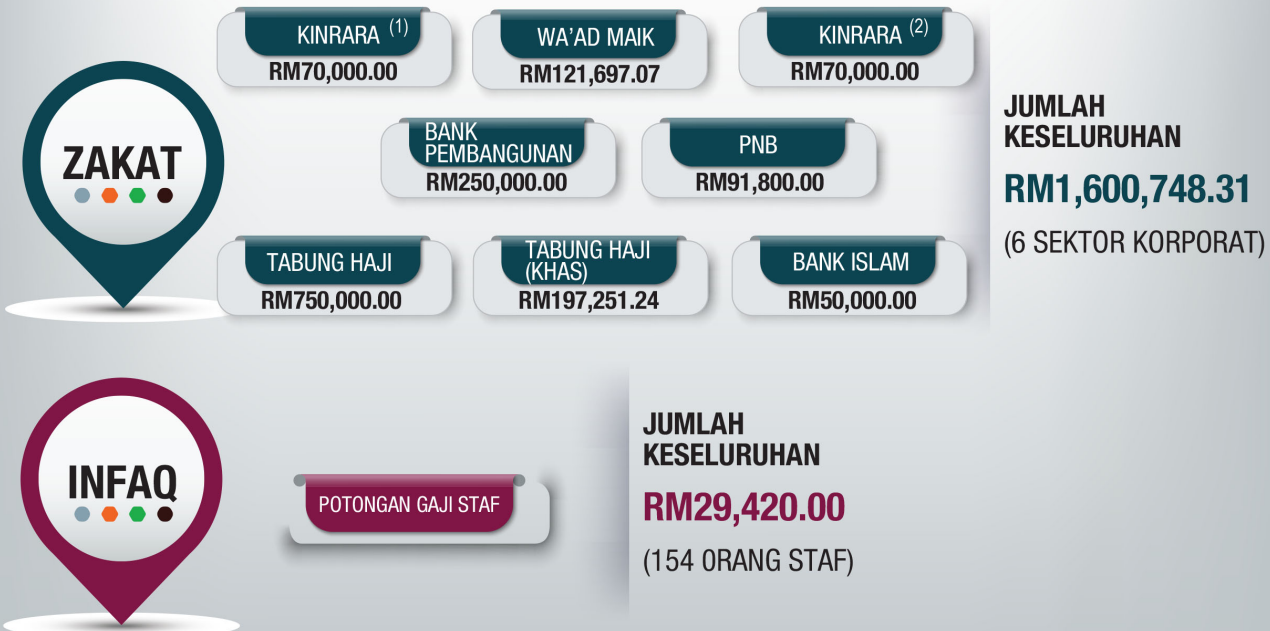 ZAKAT
KINRARA (1)
RM70,000.00
WA'AD MAIK
RM121,697.07
KINRARA (2)
RM70,000.00
BANK
PEMBANGUNAN
RM250,000.00
PNB
RM91,800.00
TABUNG HAJI
RM750,000.00
TABUNG HAJI
(KHAS)
RM197,251.24
BANK ISLAM
RM50,000.00
JUMLAH
KESELURUHAN
RM1,600,748.31
(6 SEKTOR KORPORAT)
INFAQ
POTONGAN GAJI STAF
JUMLAH
KESELURUHAN
RM29,420.00
(154 ORANG STAF)